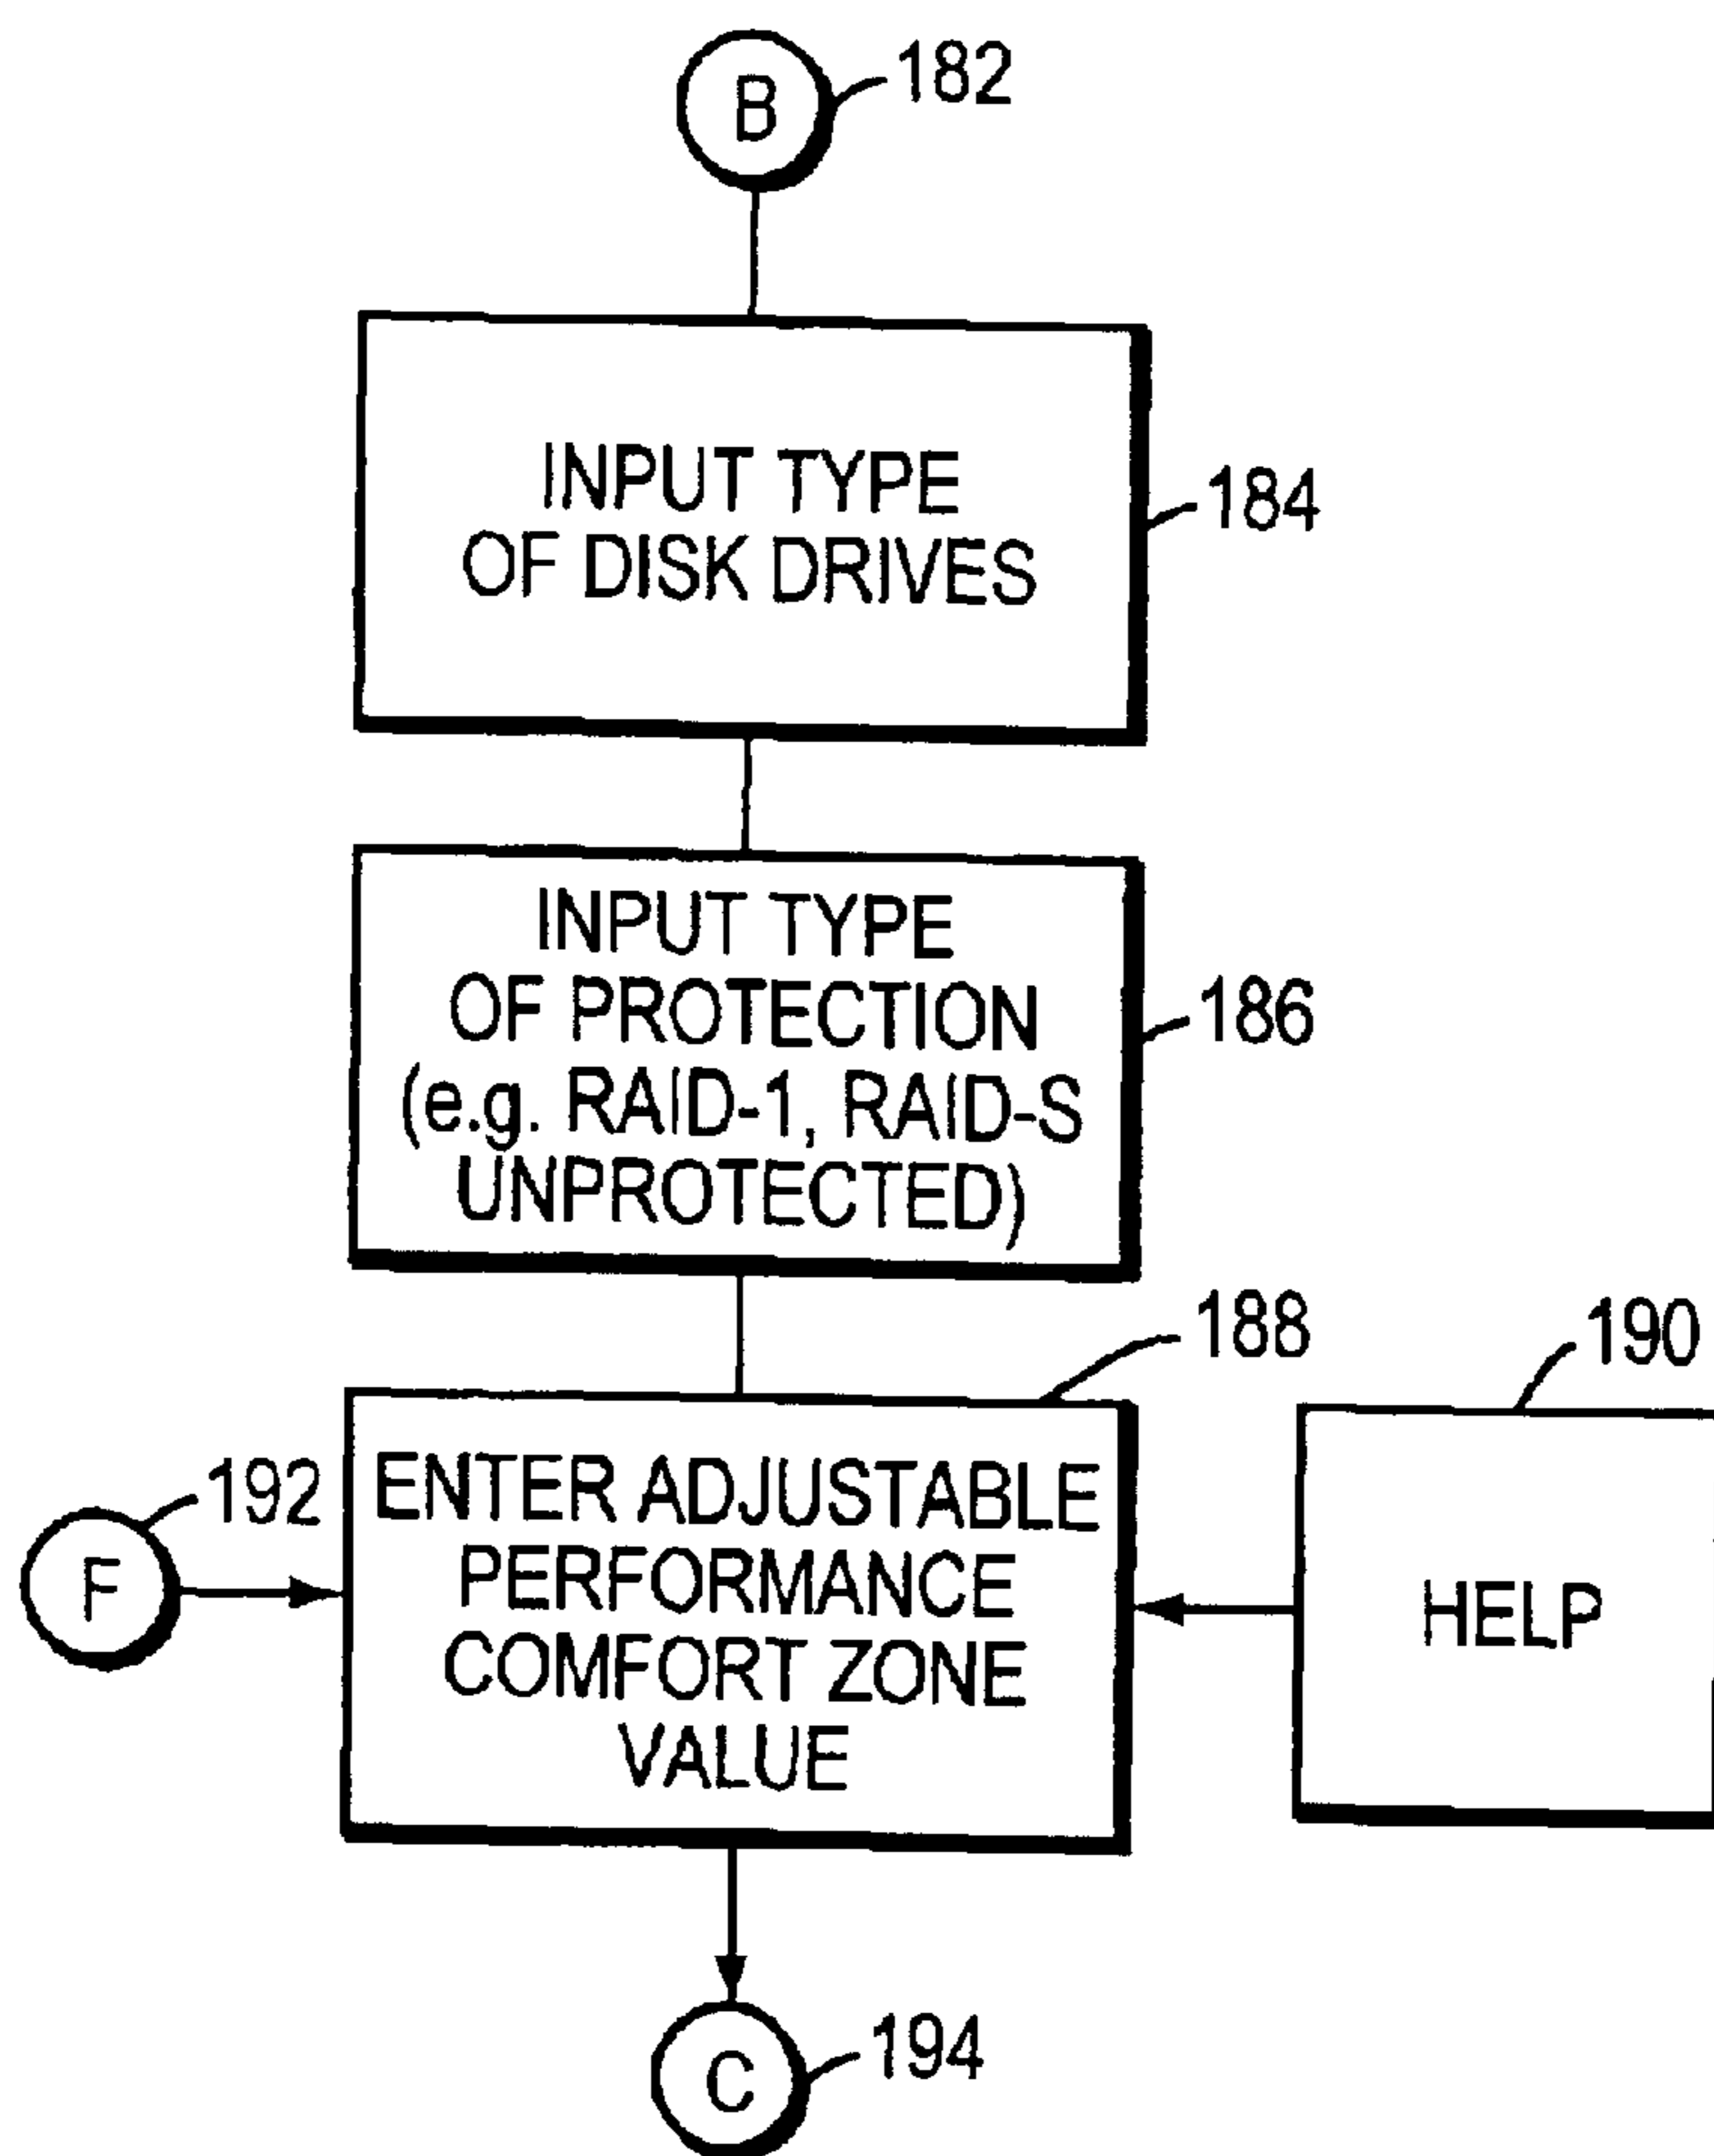 B
182
INPUT TYPE
OF DISK DRIVES
184
INPUT TYPE
OF PROTECTION
(e.g. RAID-1, RAID-S
UNPROTECTED)
186
188
190
192
F
ENTER ADJUSTABLE
PERFORMANCE
COMFORT ZONE
VALUE
HELP
C
194